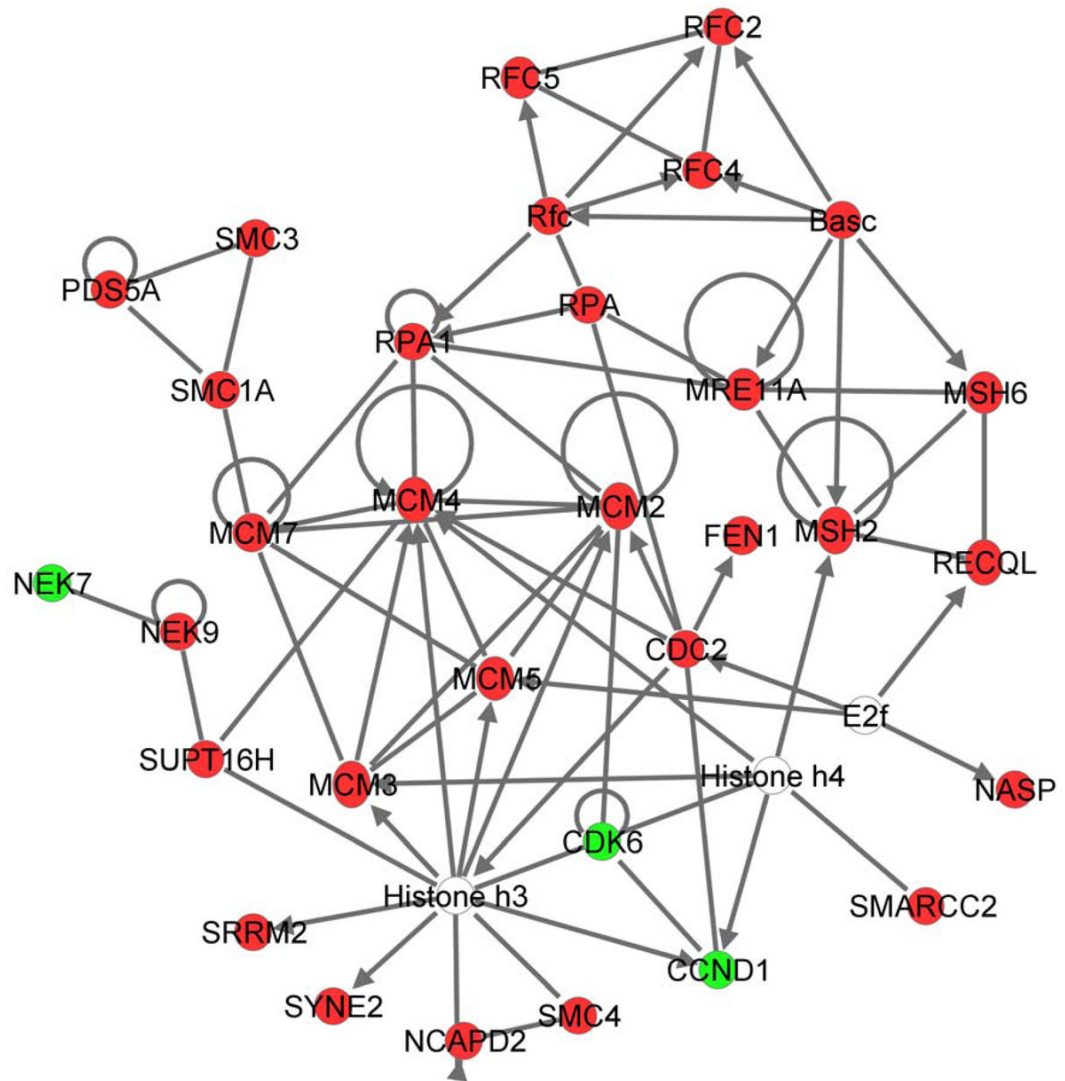 RFC2
RFC5
RFC4
Rfc
Basc
SMC3
PDS5A
RPA
RPA1
SMC1A
MRE11A
MSH6
MCM4
MCM2
MCM7
FEN1
MSH2
RECQL
NEK7
NEK9
CDC2
MCM5
E2f
SUPT16H
MCM3
Histone h4
NASP
CDK6
Histone h3
SMARCC2
SRRM2
CCND1
SYNE2
SMC4
NCAPD2